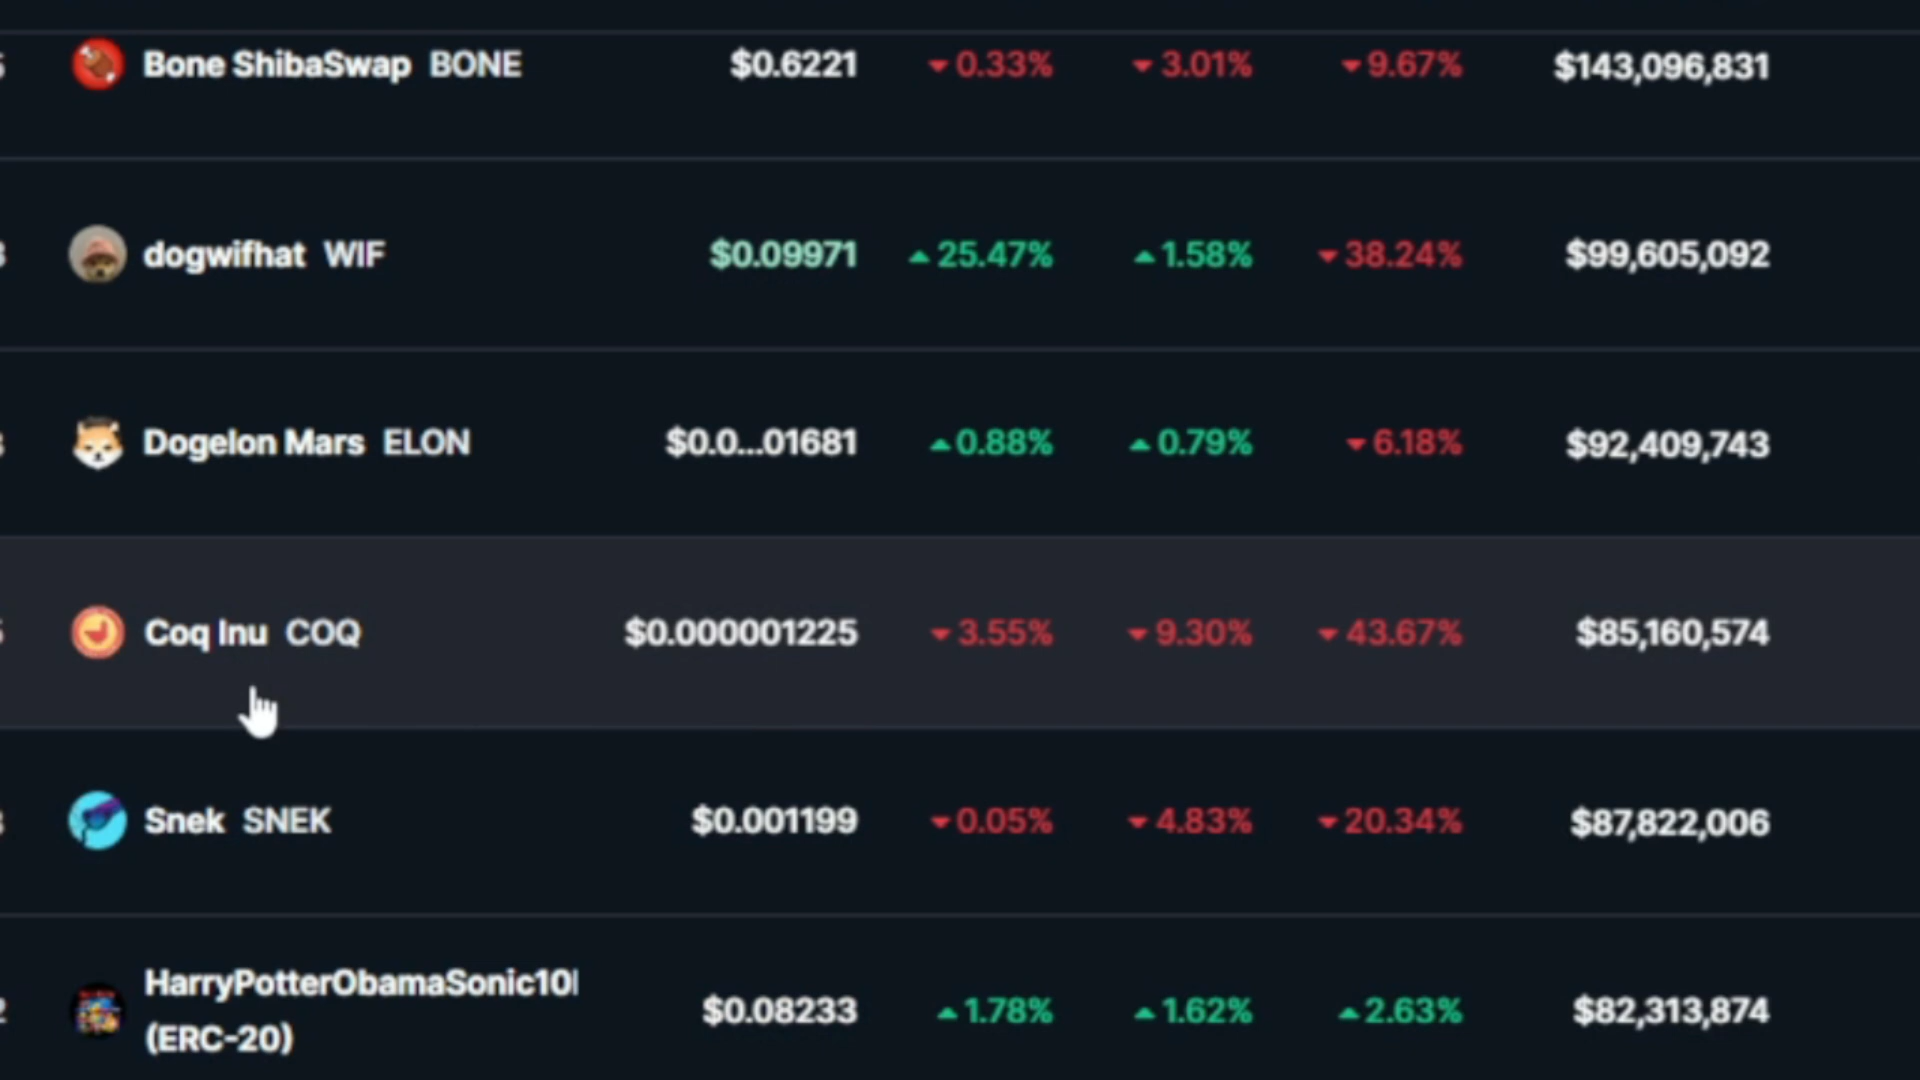 Bone ShibaSwap BONE $0.6221 0.33% 3.01% 9.67% $143,096,831
dogwifhat WIF $0.09971 25.47% 1.58% 38.24% $99,605,092
Dogelon Mars ELON $0.0...01681 0.88% 0.79% 6.18% $92,409,743
Coq Inu COQ $0.000001225 3.55% 9.30% 43.67% $85,160,574
Snek SNEK $0.001199 0.05% 4.83% 20.34% $87,822,006
HarryPotterObamaSonic10 $0.08233 1.78% 1.62% 2.63% $82,313,874
(ERC-20)